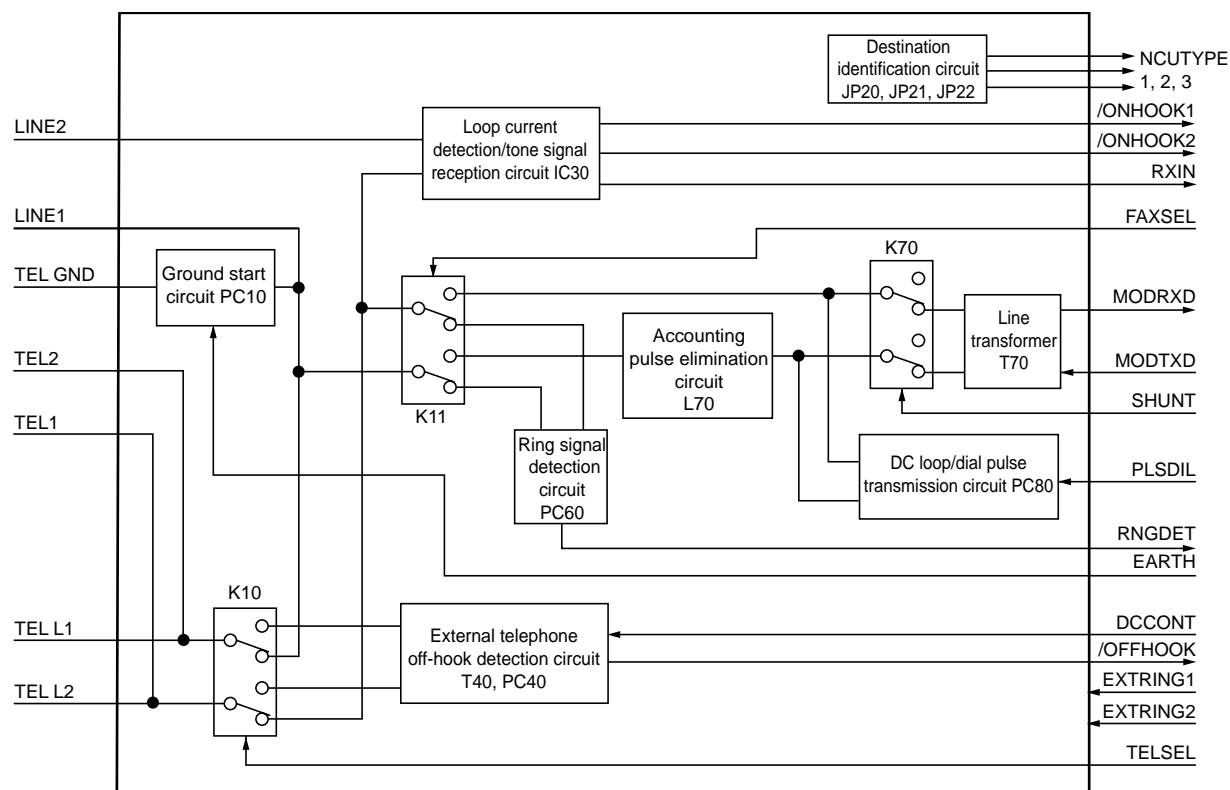 Destination
identification circuit
JP20, JP21, JP22
NCUTYPE
1, 2, 3
LINE2
Loop current
detection/tone signal
reception circuit IC30
/ONHOOK1
/ONHOOK2
RXIN
LINE1
FAXSEL
TEL GND
Ground start
circuit PC10
K11
K70
Line
transformer
T70
MODRXD
Accounting
pulse elimination
circuit
L70
TEL2
MODTXD
SHUNT
TEL1
Ring signal
detection
circuit
PC60
DC loop/dial pulse
transmission circuit PC80
PLSDIL
RNGDET
EARTH
K10
TEL L1
External telephone
off-hook detection circuit
T40, PC40
DCCONT
/OFFHOOK
TEL L2
EXTRING1
EXTRING2
TELSEL